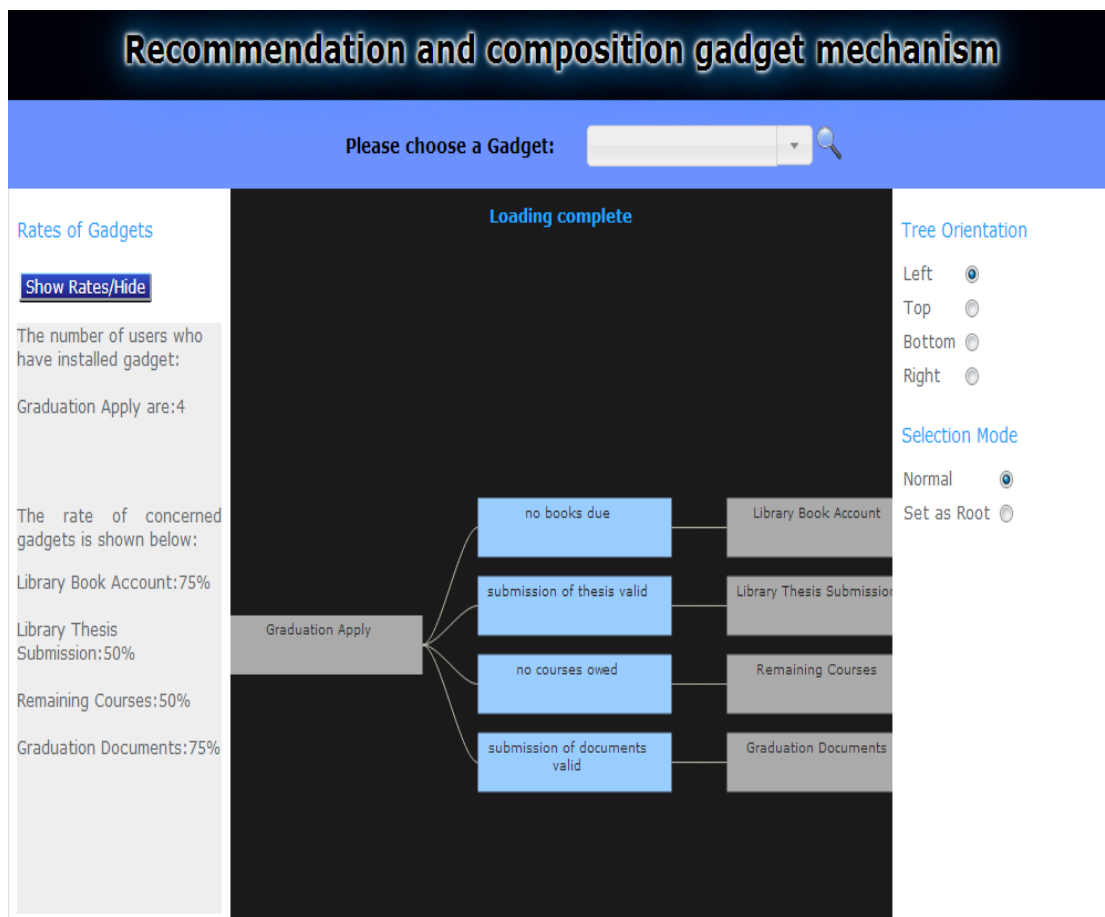 Recommendation and composition gadget mechanism
Please choose a Gadget:
Rates of Gadgets
Show Rates/Hide
The number of users who
have installed gadget:
Graduation Apply are:4
The rate of concerned
gadgets is shown below:
Library Book Account:75%
Library Thesis
Submission:50%
Remaining Courses:50%
Graduation Documents:75%
Loading complete
Graduation Apply
no books due
Library Book Account
submission of thesis valid
Library Thesis Submission
no courses owed
Remaining Courses
submission of documents
valid
Graduation Documents
Tree Orientation
Left
Top
Bottom
Right
Selection Mode
Normal
Set as Root